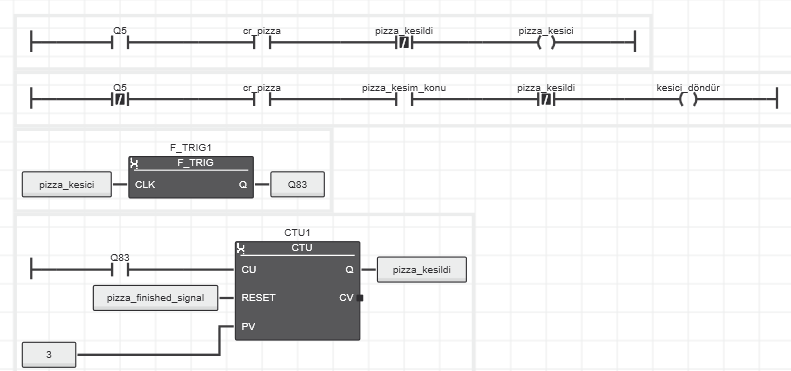 Q5 cr_pizza pizza_kesildi pizza_kesici
Q5 cr_pizza pizza_kesim_konu pizza_kesildi kesici_döndür
F_TRIG1
F_TRIG
pizza_kesici CLK Q Q83
CTU1
CTU
Q83
CU Q pizza_kesildi
pizza_finished_signal RESET CV
PV
3